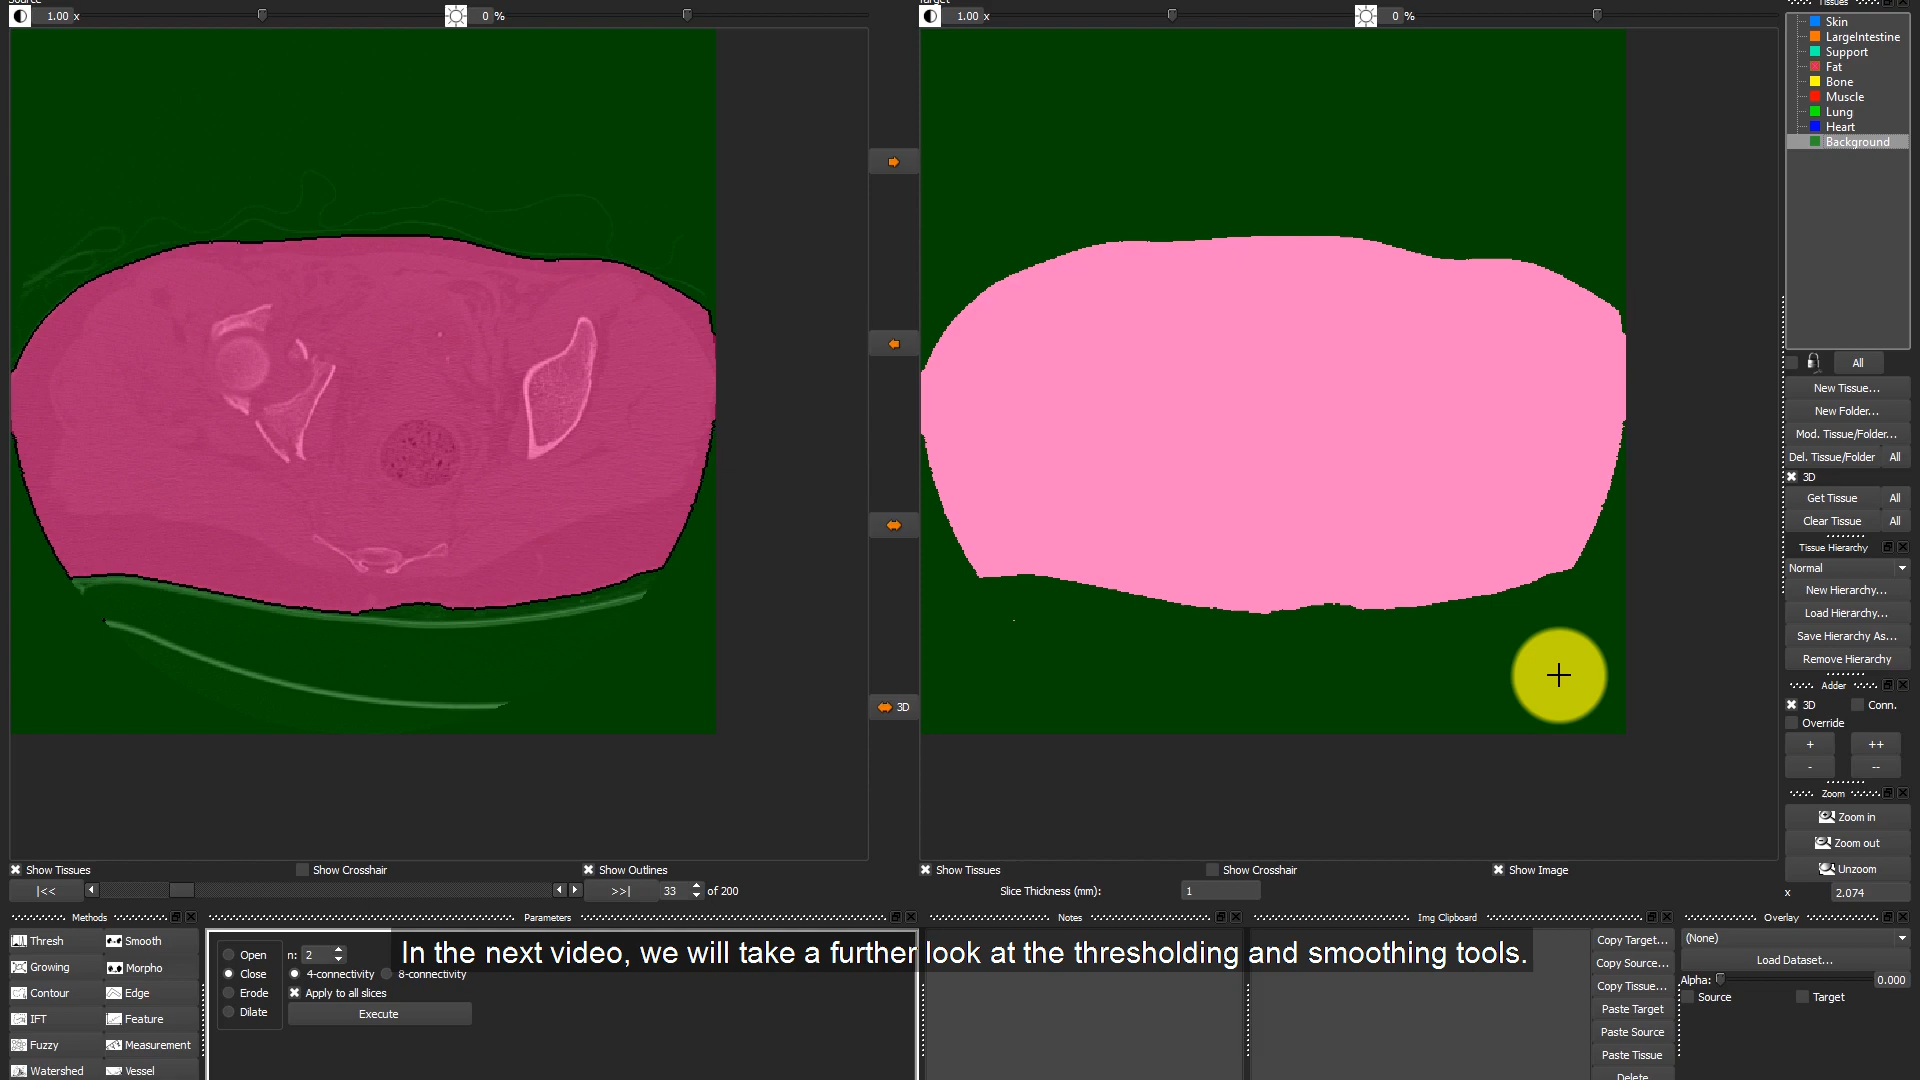 Source
Target
Tissues
1.00 x
0 %
1.00 x
0 %
Skin
LargeIntestine
Support
Fat
Bone
Muscle
Lung
Heart
Background
All
New Tissue...
New Folder...
Mod. Tissue/Folder...
Del. Tissue/Folder All
3D
Get Tissue All
Clear Tissue All
Tissue Hierarchy
Normal
New Hierarchy...
Load Hierarchy...
Save Hierarchy As...
Remove Hierarchy
Adder
3D Conn.
Override
+ ++
- --
Zoom
Zoom in
Zoom out
Unzoom
x 2.074
3D
Show Tissues Show Crosshair Show Outlines
|<< >>| 33 of 200
Show Tissues Show Crosshair Show Image
Slice Thickness (mm): 1
Methods
Thresh Smooth
Growing Morpho
Contour Edge
IFT Feature
Fuzzy Measurement
Watershed Vessel
Parameters
Open
Close
Erode
Dilate
n: 2
4-connectivity 8-connectivity
Apply to all slices
Execute
In the next video, we will take a further look at the thresholding and smoothing tools.
Notes
Img Clipboard
Copy Target...
Copy Source...
Copy Tissue...
Paste Target
Paste Source
Paste Tissue
Delete
Overlay
(None)
Load Dataset...
Alpha: 0.000
Source Target